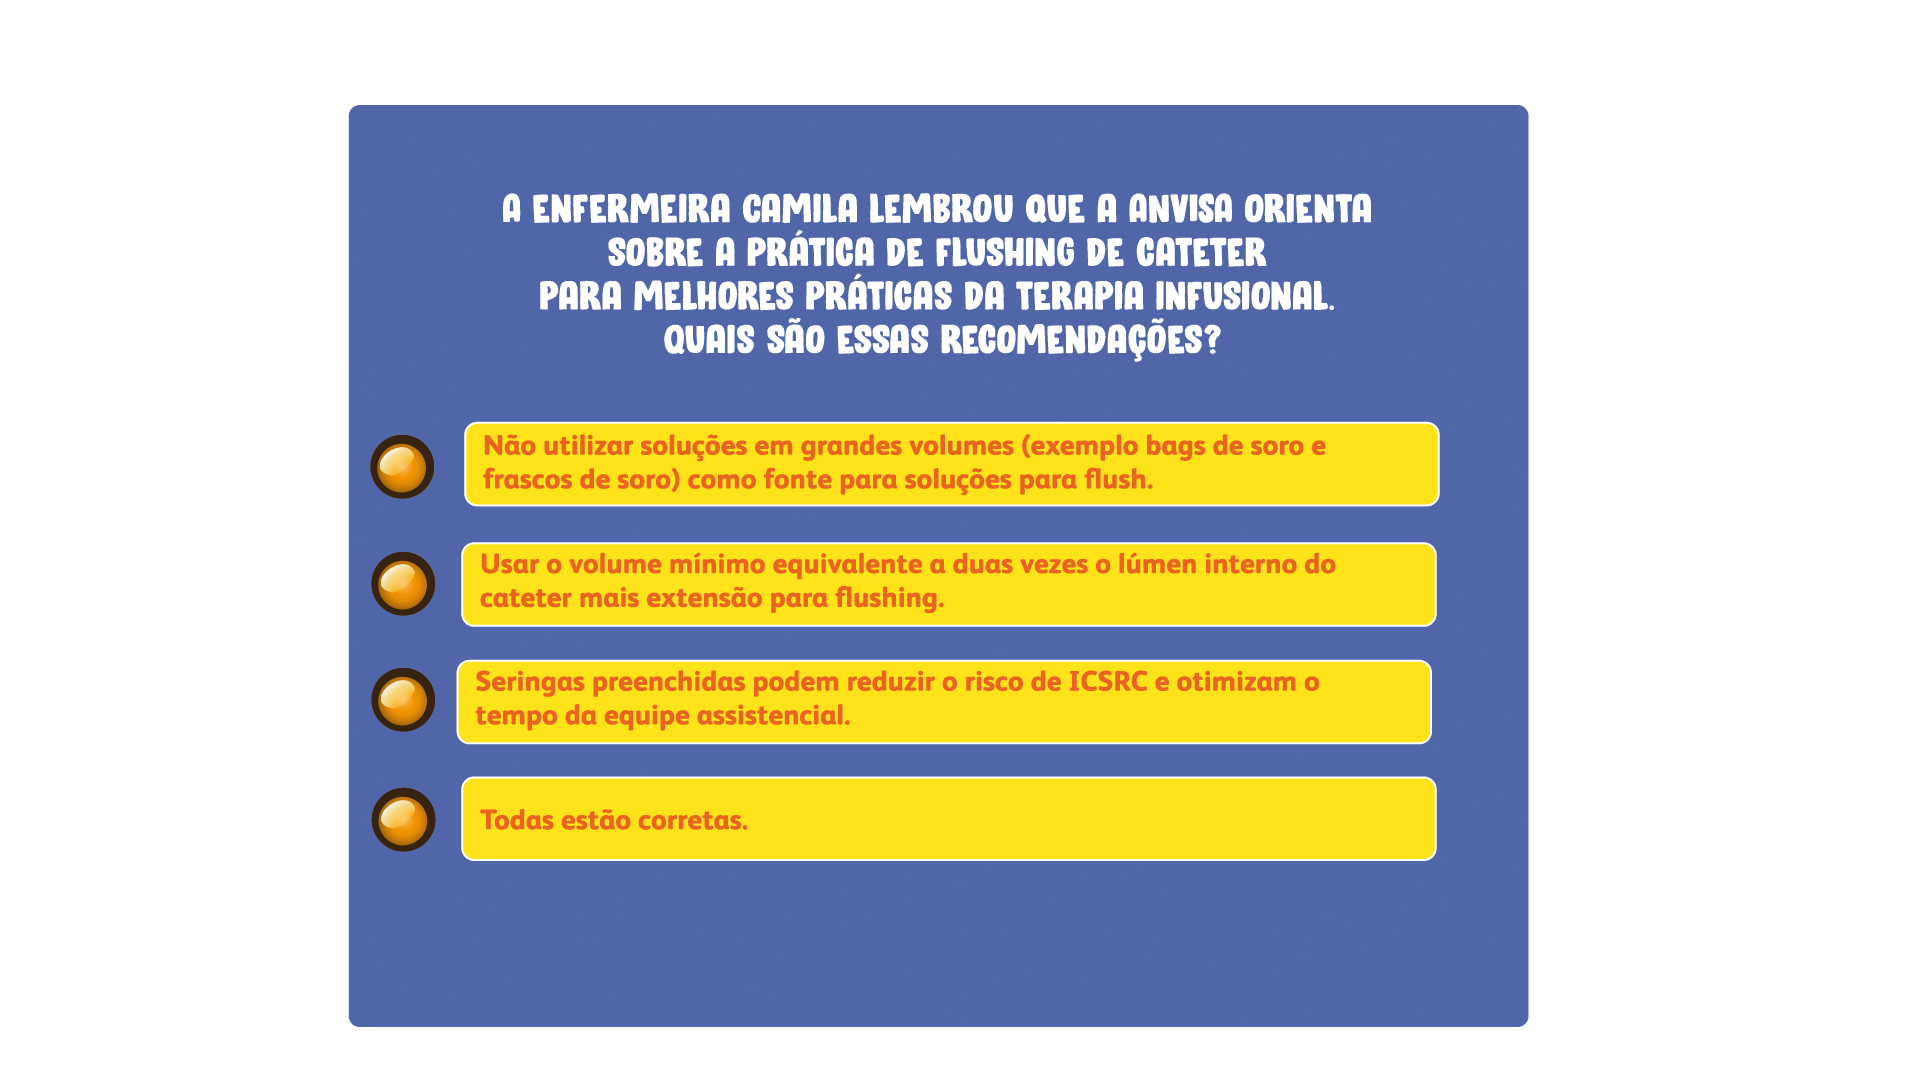 A ENFERMEIRA CAMILA LEMBROU QUE A ANVISA ORIENTA
SOBRE A PRÁTICA DE FLUSHING DE CATETER
PARA MELHORES PRÁTICAS DA TERAPIA INFUSIONAL.
QUAIS SÃO ESSAS RECOMENDAÇÕES?
Não utilizar soluções em grandes volumes (exemplo bags de soro e
frascos de soro) como fonte para soluções para flush.
Usar o volume mínimo equivalente a duas vezes o lúmen interno do
cateter mais extensão para flushing.
Seringas preenchidas podem reduzir o risco de ICSRC e otimizam o
tempo da equipe assistencial.
Todas estão corretas.